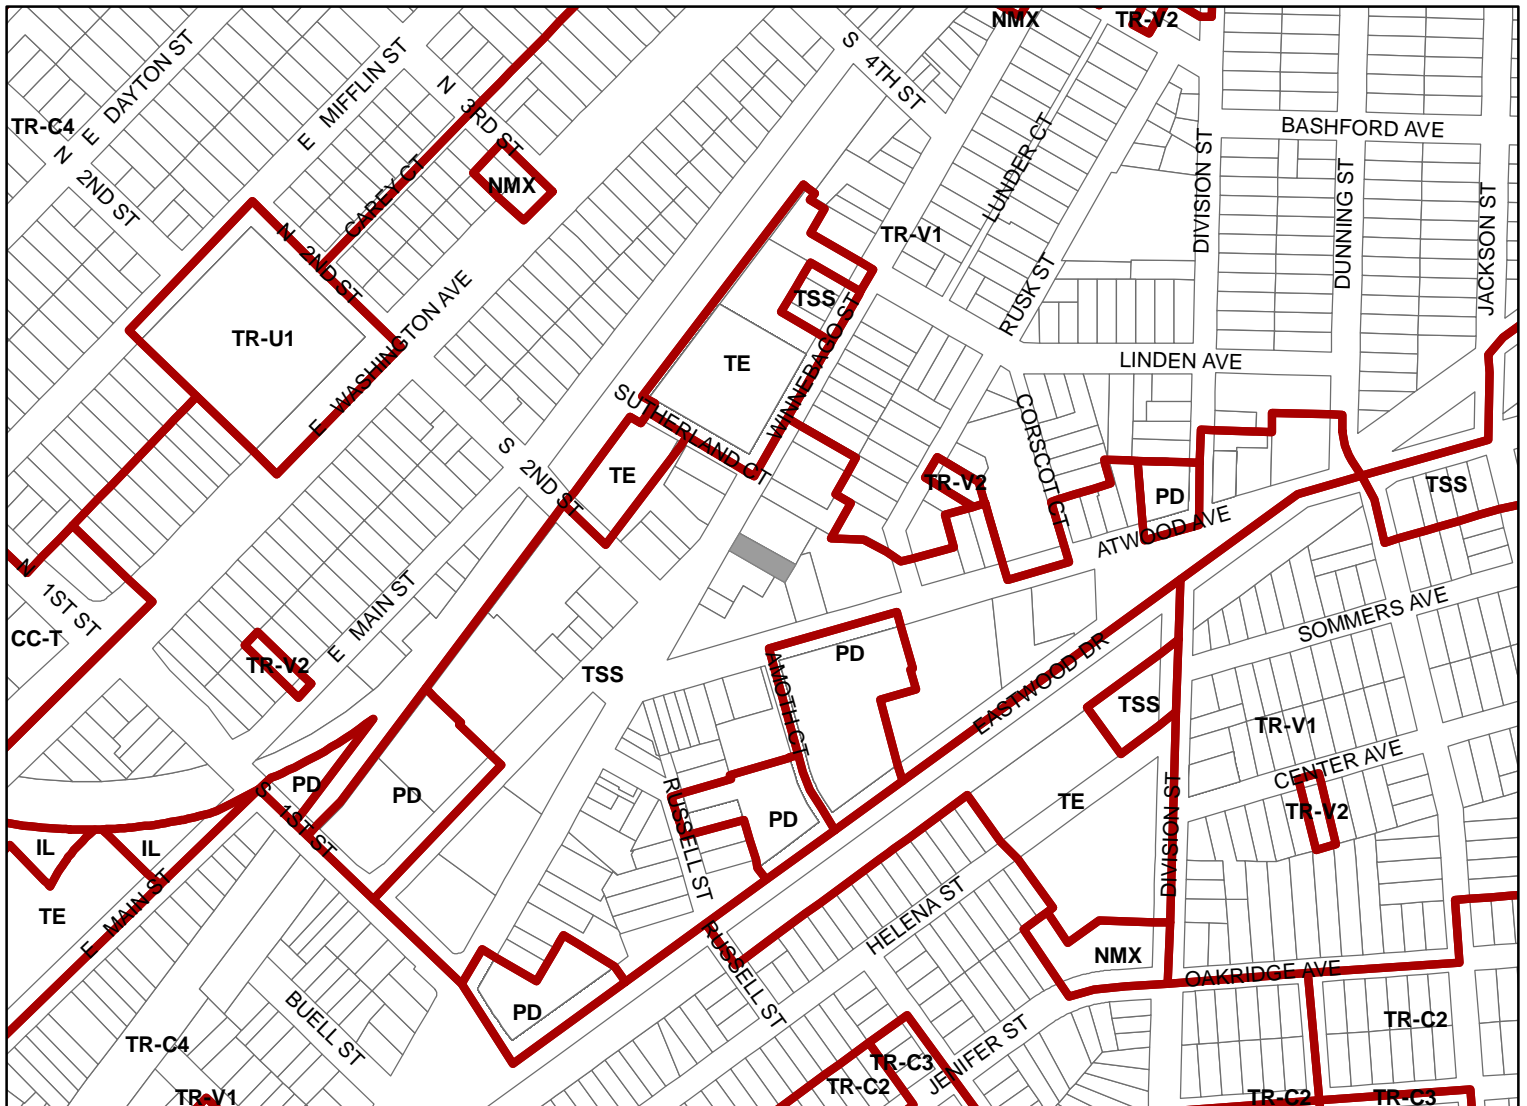 NMX
TR-V2
S 4TH ST
E DAYTON ST
E MIFFLIN ST
N 3RD ST
TR-C4
N 2ND ST
BASHFORD AVE
LUNDER CT
DIVISION ST
DUNNING ST
JACKSON ST
CAREY CT
NMX
TR-V1
N 2ND ST
RUSK ST
TSS
TR-U1
E WASHINGTON AVE
TE
WINNEBAGO ST
LINDEN AVE
SUTHERLAND CT
CORSCOT CT
S 2ND ST
TE
TR-V2
PD
TSS
ATWOOD AVE
N 1ST ST
E MAIN ST
CC-T
TR-V2
SOMMERS AVE
TSS
PD
AMOTH CT
EASTWOOD DR
TSS
TR-V1
CENTER AVE
PD
S 1ST ST
PD
PD
RUSSELL ST
TE
DIVISION ST
TR-V2
IL
IL
TE
E MAIN ST
HELENA ST
RUSSELL ST
NMX
OAKRIDGE AVE
BUELL ST
PD
TR-C4
TR-C2
JENIFER ST
TR-C3
TR-C2
TR-V1
TR-C2
TR-C3